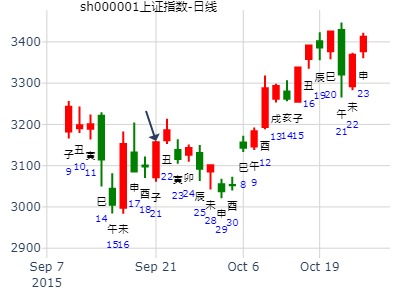 sh000001上证指数-日线
3400
3300
3200
3100
3000
2900
子 9
丑 10
寅 11
巳 14
午 15
未 16
申 17
酉 18
子 21
丑 22
寅 23
卯 24
辰 25
未 28
申 29
酉 30
巳 8
午 9
酉 12
戌 13
亥 14
子 15
丑 16
辰 19
巳 20
午 21
未 22
申 23
Sep 7
2015
Sep 21
Oct 6
Oct 19